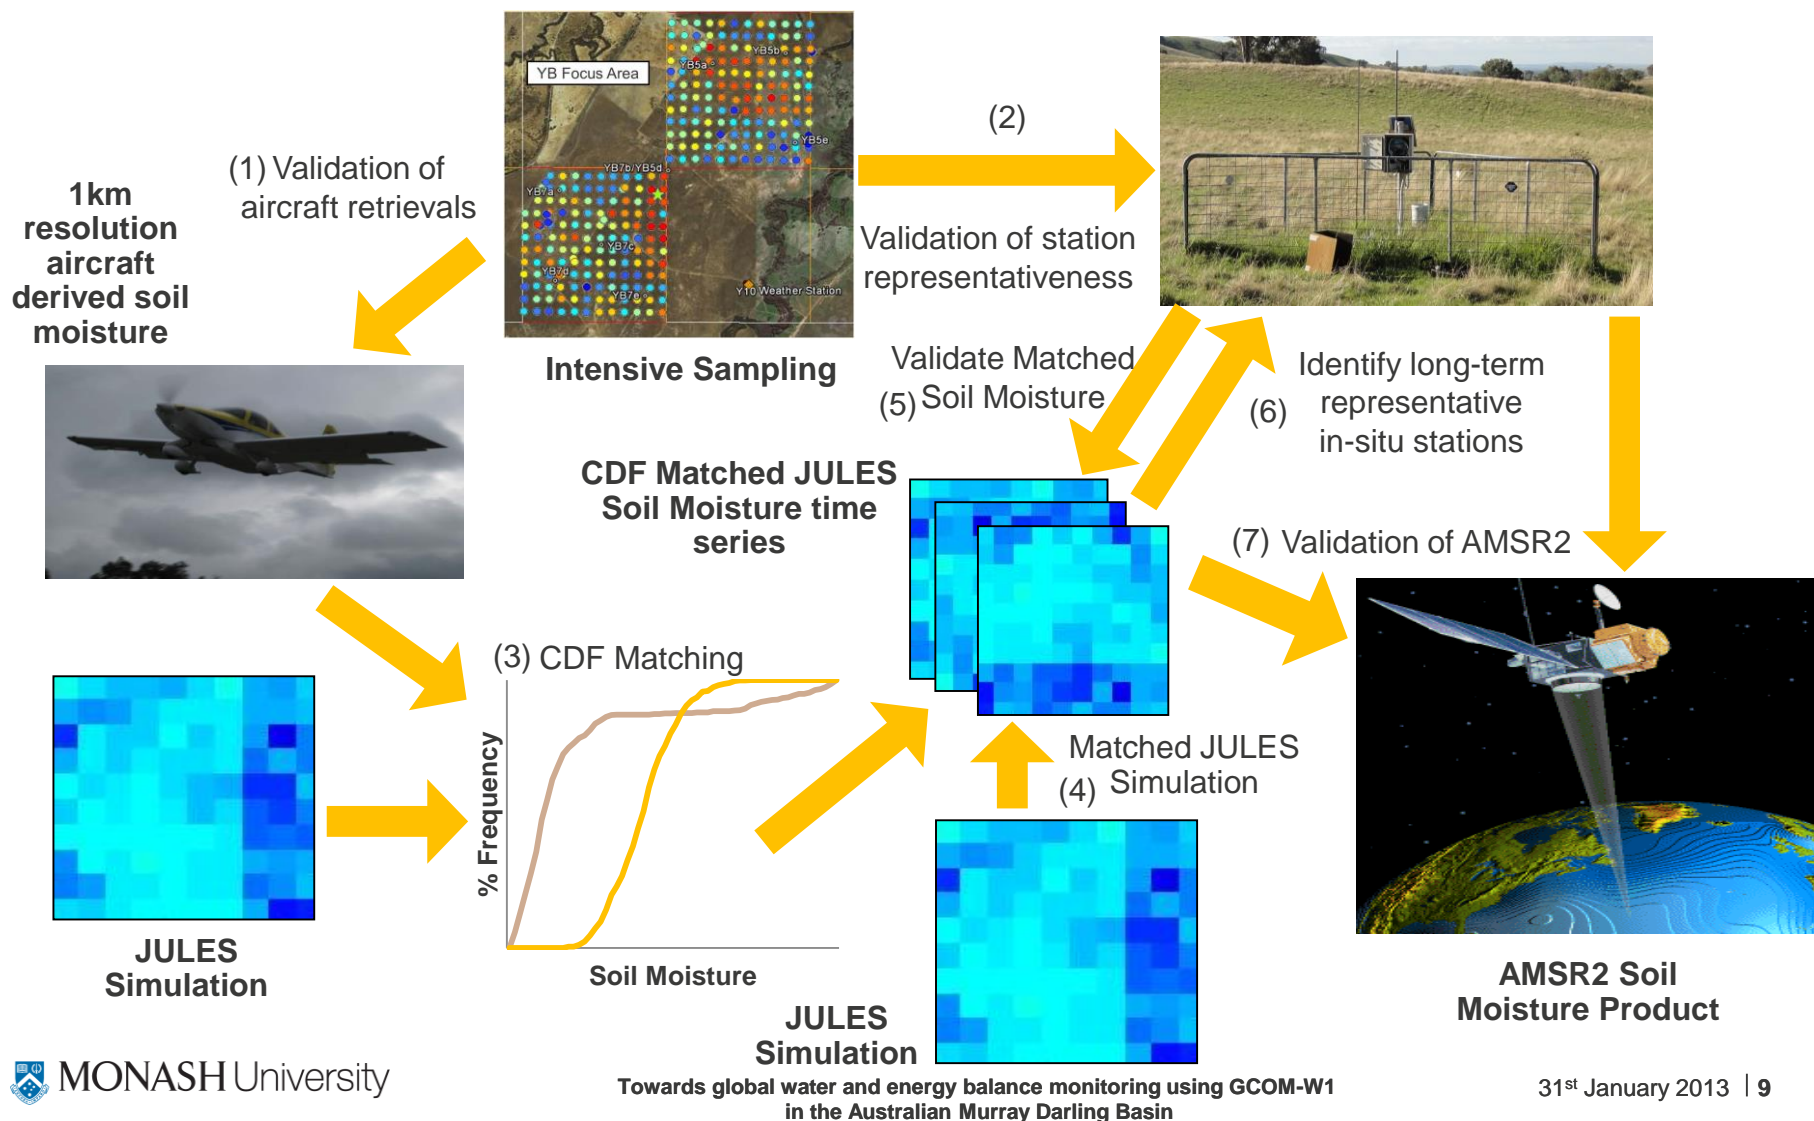 YB Focus Area
YB5b
YB5a
YB5e
YB7b/YB5d
YB7a
YB7c
YB7d
YB7e
Y10 Weather Station
Intensive Sampling
(1) Validation of
aircraft retrievals
1km
resolution
aircraft
derived soil
moisture
(2)
Validation of station
representativeness
Validate Matched
(5) Soil Moisture
(6)
Identify long-term
representative
in-situ stations
CDF Matched JULES
Soil Moisture time
series
(7) Validation of AMSR2
(3) CDF Matching
% Frequency
Soil Moisture
Matched JULES
(4) Simulation
JULES
Simulation
JULES
Simulation
AMSR2 Soil
Moisture Product
MONASH University
Towards global water and energy balance monitoring using GCOM-W1
in the Australian Murray Darling Basin
31st January 2013 | 9